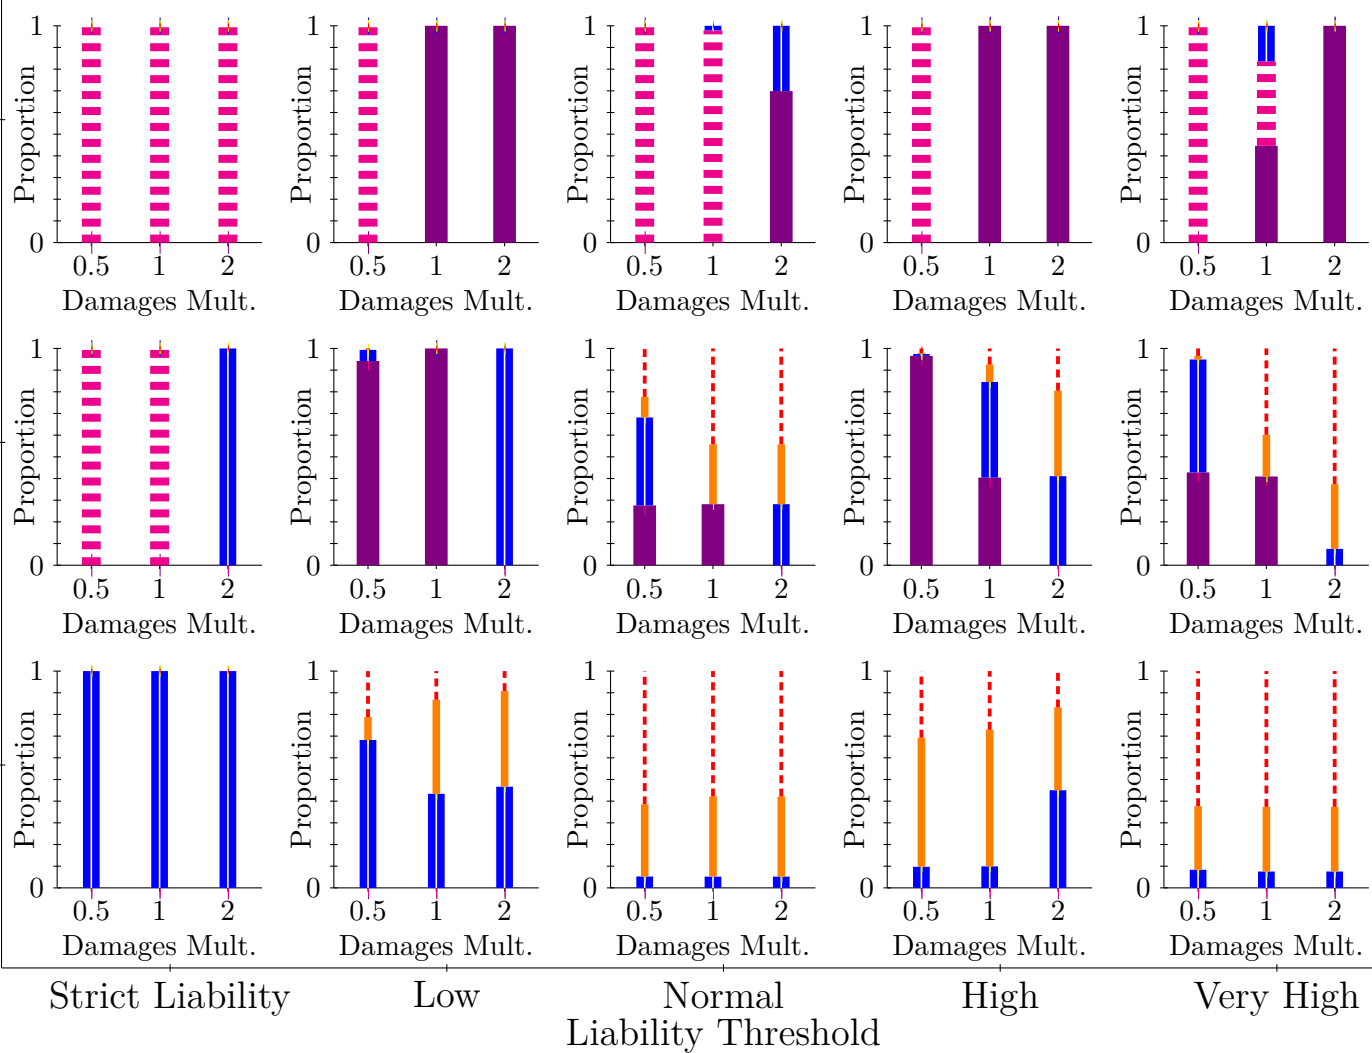 1 1 1 1 1
Proportion Proportion Proportion Proportion Proportion
0 0 0 0 0
0.5 1 2 0.5 1 2 0.5 1 2 0.5 1 2 0.5 1 2
Damages Mult. Damages Mult. Damages Mult. Damages Mult. Damages Mult.
1 1 1 1 1
Proportion Proportion Proportion Proportion Proportion
0 0 0 0 0
0.5 1 2 0.5 1 2 0.5 1 2 0.5 1 2 0.5 1 2
Damages Mult. Damages Mult. Damages Mult. Damages Mult. Damages Mult.
1 1 1 1 1
Proportion Proportion Proportion Proportion Proportion
0 0 0 0 0
0.5 1 2 0.5 1 2 0.5 1 2 0.5 1 2 0.5 1 2
Damages Mult. Damages Mult. Damages Mult. Damages Mult. Damages Mult.
Strict Liability Low Normal High Very High
Liability Threshold